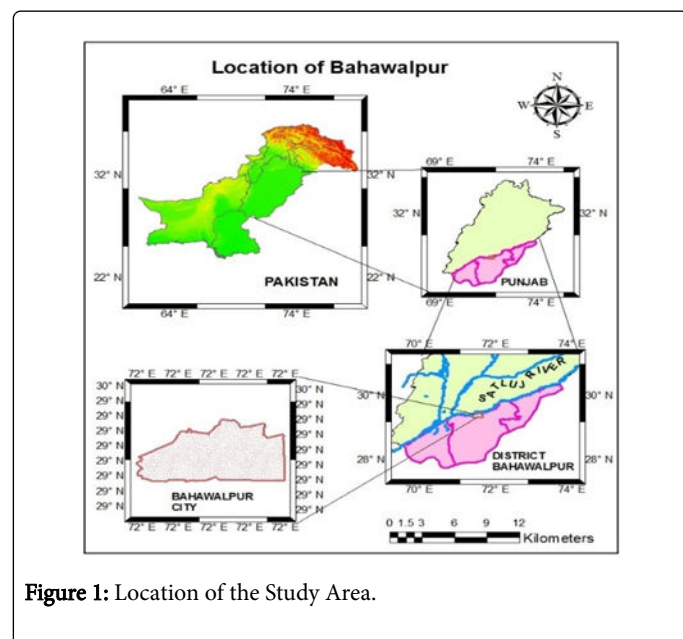 Location of Bahawalpur
N
W E
S
64° E 74° E
32° N 32° N
22° N 22° N
PAKISTAN
64° E 74° E
69° E 74° E
32° N 32° N
22° N
PUNJAB
69° E 74° E
70° E 72° E 74° E
30° N 30° N
28° N 28° N
SATLUJ RIVER
DISTRICT
BAHAWALPUR
70° E 72° E 74° E
72° E 72° E 72° E 72° E 72° E
30° N 30° N
29° N 29° N
29° N 29° N
29° N 29° N
29° N 29° N
29° N 29° N
29° N 29° N
29° N 29° N
BAHAWALPUR
CITY
72° E 72° E 72° E 72° E 72° E
0 1.5 3 6 9 12
Kilometers
Figure 1: Location of the Study Area.